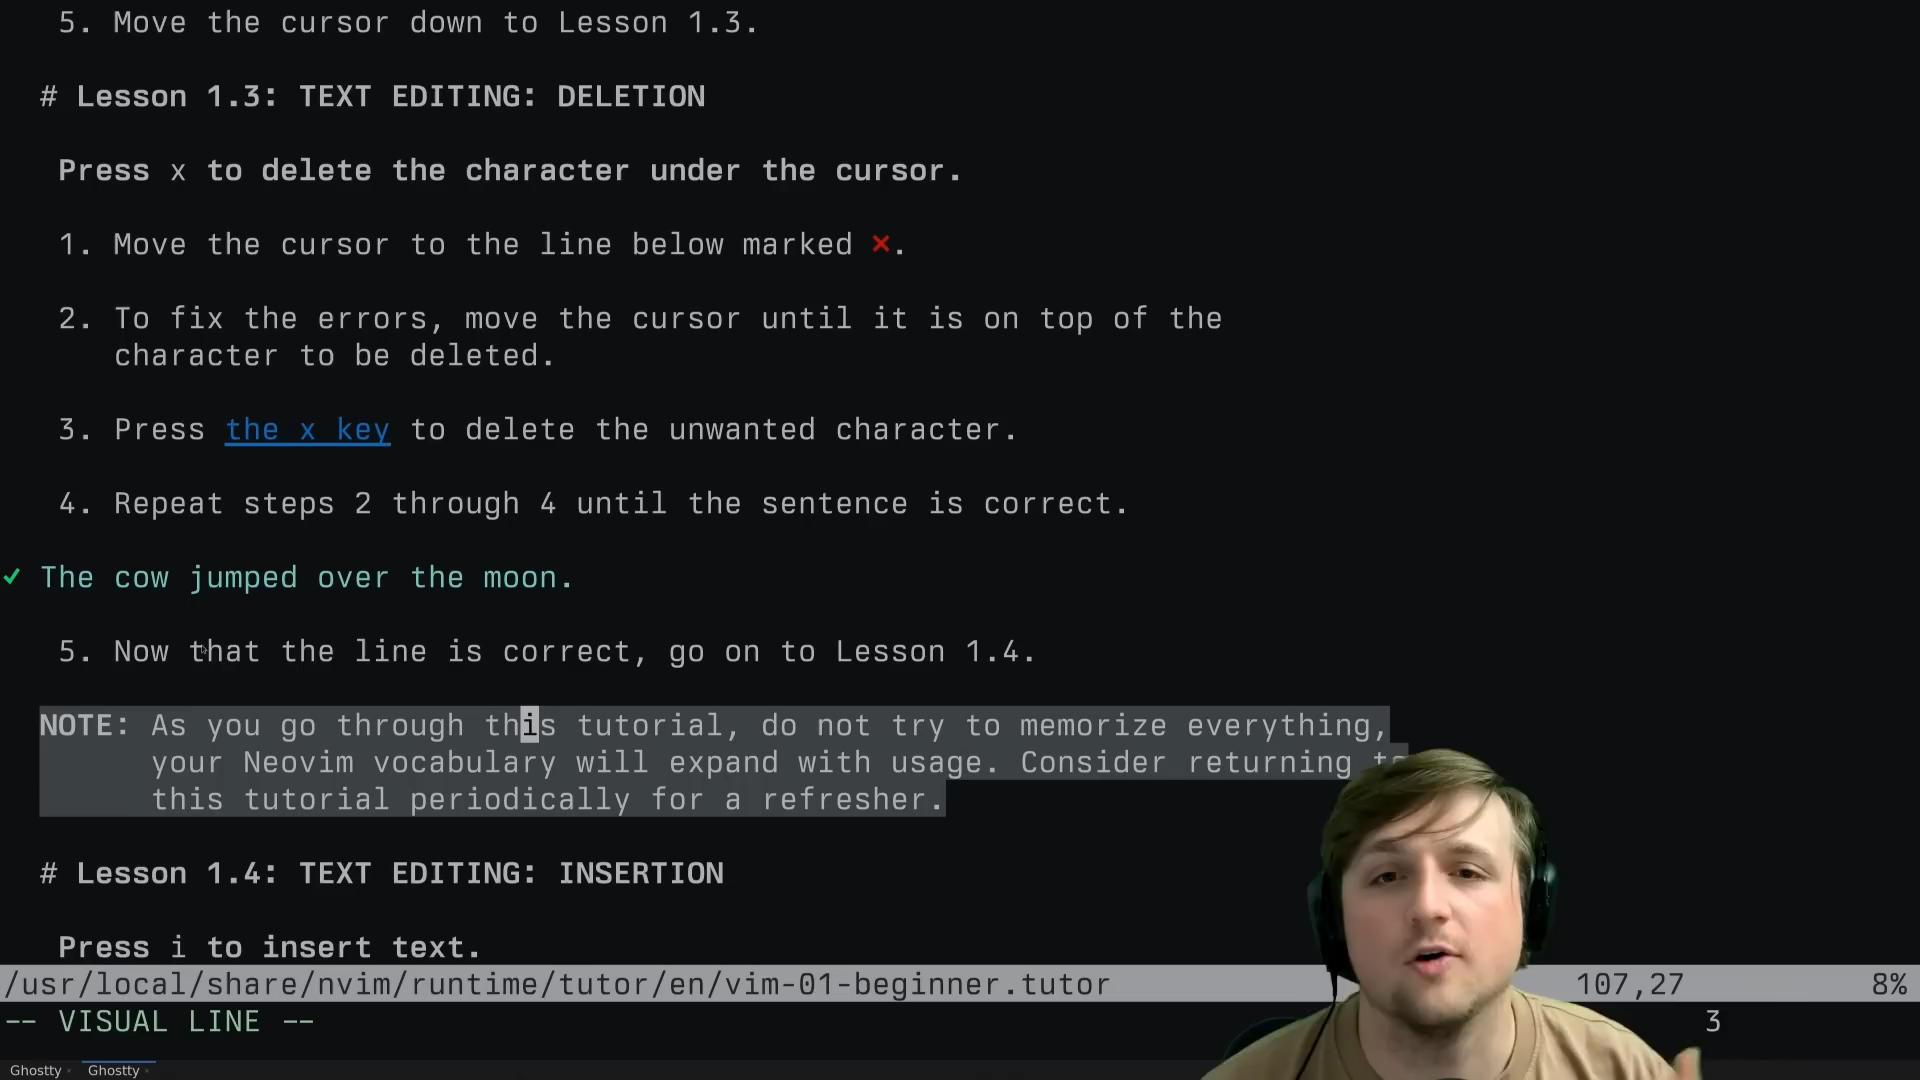 5. Move the cursor down to Lesson 1.3.
# Lesson 1.3: TEXT EDITING: DELETION
Press x to delete the character under the cursor.
1. Move the cursor to the line below marked ✗.
2. To fix the errors, move the cursor until it is on top of the
character to be deleted.
3. Press the x key to delete the unwanted character.
4. Repeat steps 2 through 4 until the sentence is correct.
✓ The cow jumped over the moon.
5. Now that the line is correct, go on to Lesson 1.4.
NOTE: As you go through this tutorial, do not try to memorize everything,
your Neovim vocabulary will expand with usage. Consider returning to
this tutorial periodically for a refresher.
# Lesson 1.4: TEXT EDITING: INSERTION
Press i to insert text.
/usr/local/share/nvim/runtime/tutor/en/vim-01-beginner.tutor 107,27 8%
-- VISUAL LINE -- 3
Ghostty Ghostty